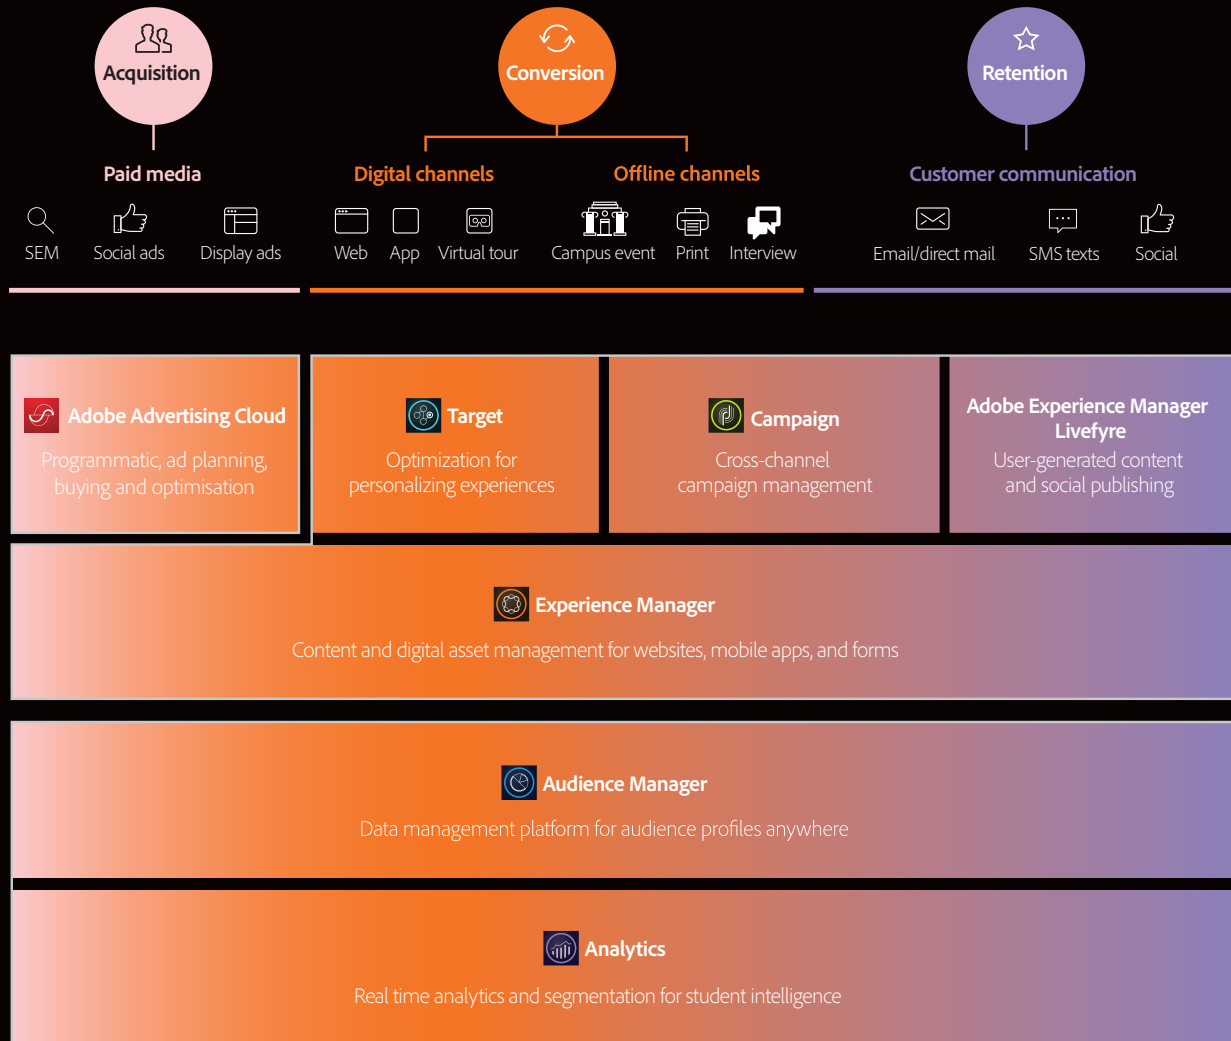 Acquisition
Conversion
Retention
Paid media
Digital channels
Offline channels
Customer communication
SEM
Social ads
Display ads
Web
App
Virtual tour
Campus event
Print
Interview
Email/direct mail
SMS texts
Social
Adobe Advertising Cloud
Programmatic, ad planning,
buying and optimisation
Target
Optimization for
personalizing experiences
Campaign
Cross-channel
campaign management
Adobe Experience Manager
Livefyre
User-generated content
and social publishing
Experience Manager
Content and digital asset management for websites, mobile apps, and forms
Audience Manager
Data management platform for audience profiles anywhere
Analytics
Real time analytics and segmentation for student intelligence